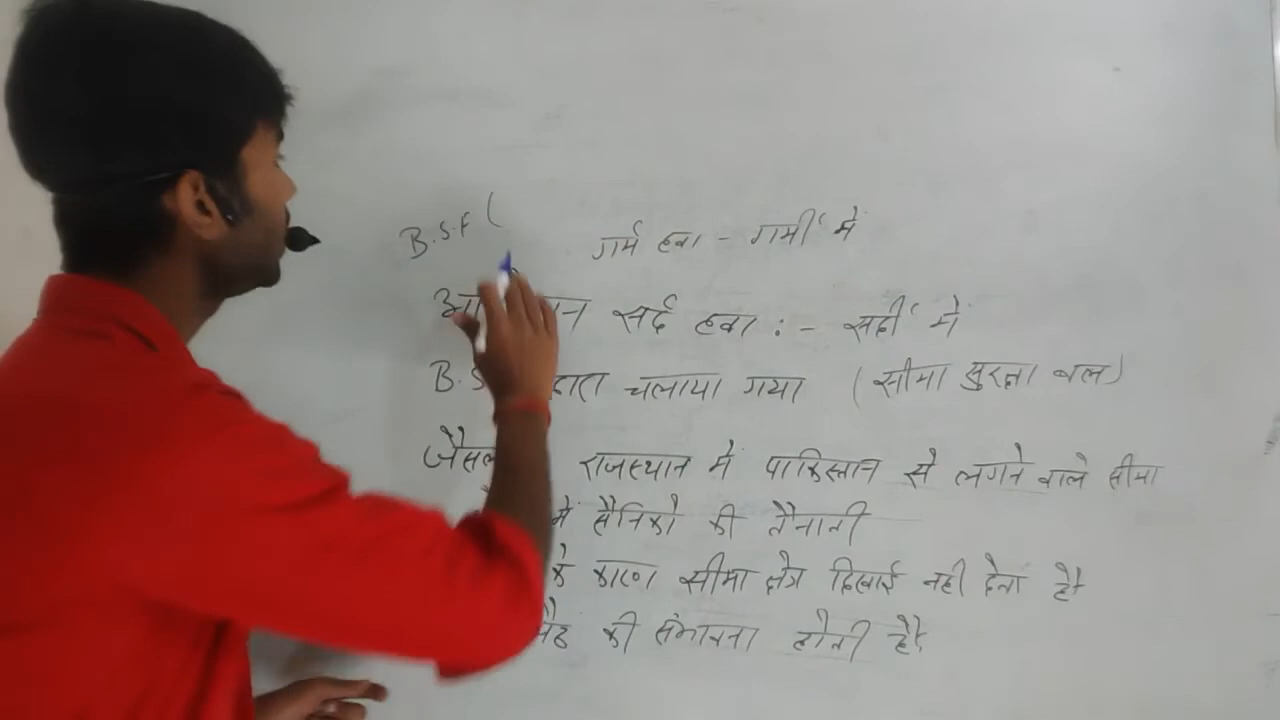 B.S.F (
गर्म हवा - गर्मी में
सर्द हवा :- सर्दी में
B.S द्वारा चलाया गया (सीमा सुरक्षा बल)
राजस्थान में पाकिस्तान से लगने वाले सीमा
में सैनिको की तैनाती
के कारण सीमा क्षेत्र दिखाई नही देता है
की संभावना होती है